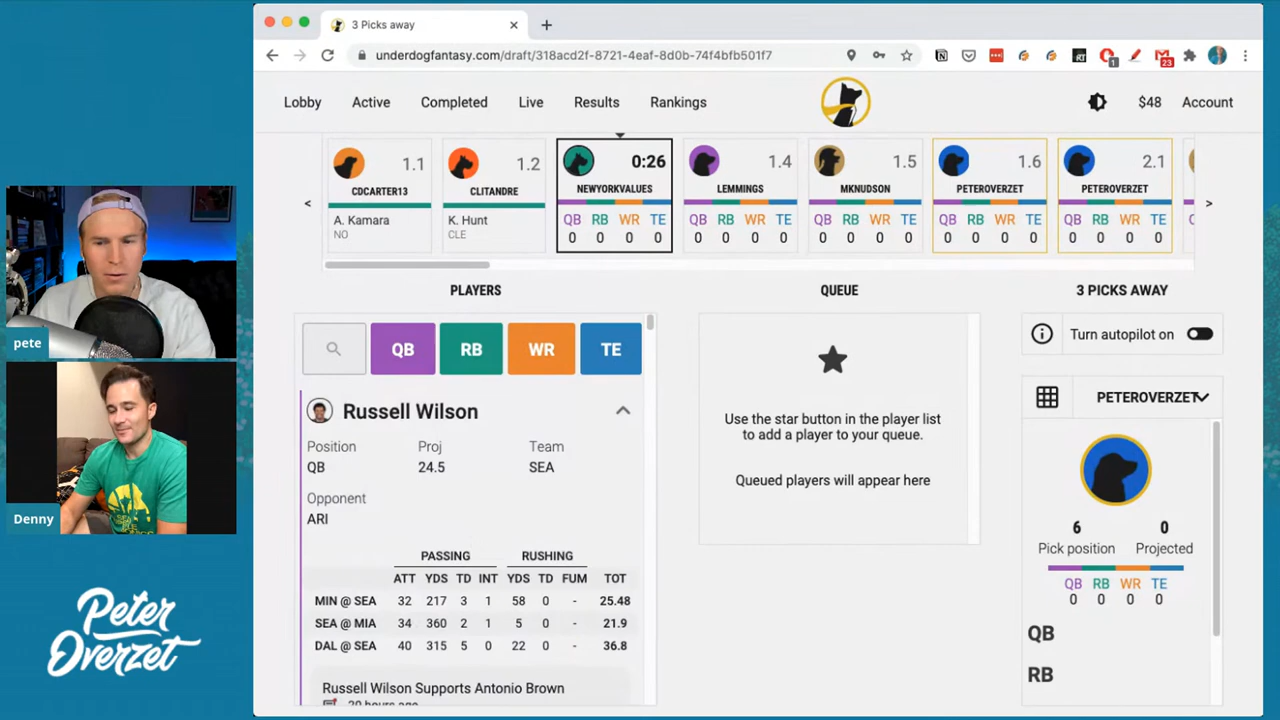 3 Picks away
underdogfantasy.com/draft/318acd2f-8721-4eaf-8d0b-74f4bfb501f7
1
23
Lobby Active Completed Live Results Rankings $48 Account
1.1 1.2 0:26 1.4 1.5 1.6 2.1
CDCARTER13 CLITANDRE NEWYORKVALUES LEMMINGS MKNUDSON PETEROVERZET PETEROVERZET
A. Kamara K. Hunt QB RB WR TE QB RB WR TE QB RB WR TE QB RB WR TE QB RB WR TE
NO CLE 0 0 0 0 0 0 0 0 0 0 0 0 0 0 0 0 0 0 0 0
< >
PLAYERS QUEUE 3 PICKS AWAY
QB RB WR TE
Turn autopilot on
Russell Wilson
Position Proj Team
QB 24.5 SEA
Opponent
ARI
PASSING RUSHING
ATT YDS TD INT YDS TD FUM TOT
MIN @ SEA 32 217 3 1 58 0 - 25.48
SEA @ MIA 34 360 2 1 5 0 - 21.9
DAL @ SEA 40 315 5 0 22 0 - 36.8
Russell Wilson Supports Antonio Brown
20 hours ago
Use the star button in the player list
to add a player to your queue.
Queued players will appear here
PETEROVERZET
6 0
Pick position Projected
QB RB WR TE
0 0 0 0
QB
RB
pete
Denny
Peter
Overzet